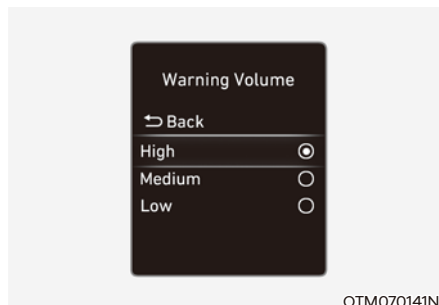 Warning Volume
Back
High
Medium
Low
OTM070141N